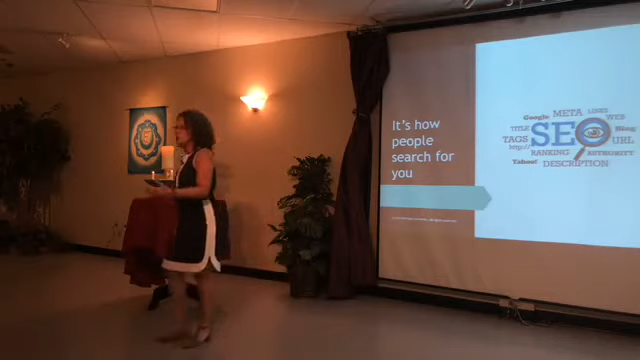 It's how
people
search for
you
Google META LINKS
TITLE WEB
TAGS SEO Blog
http:// URL
RANKING AUTHORITY
Yahoo! DESCRIPTION